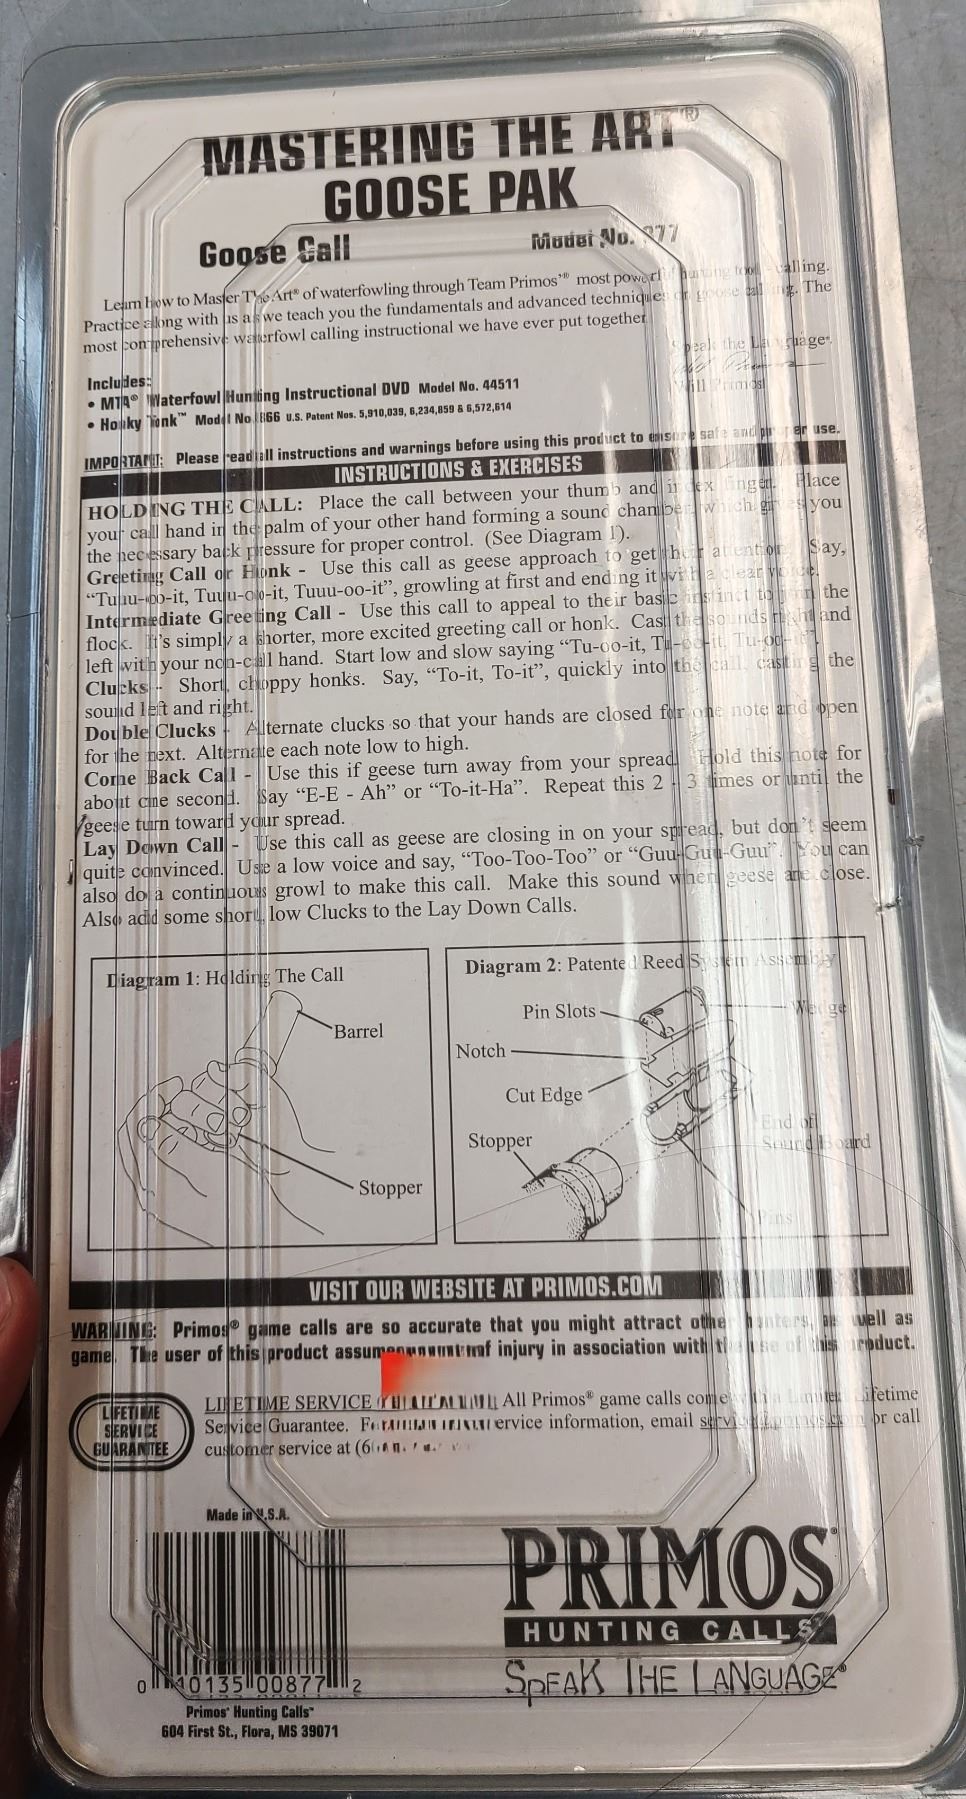 MASTERING THE ART®
GOOSE PAK
Goose Call
Model No. 877
Learn how to Master The Art® of waterfowling through Team Primos™ most powerful hunting tool - calling.
Practice along with us as we teach you the fundamentals and advanced techniques of goose calling. The
most comprehensive waterfowl calling instructional we have ever put together
Speak the Language®,
Will Primos
Includes:
• MTA® Waterfowl Hunting Instructional DVD Model No. 44511
• Honky Tonk™ Model No. 866 U.S. Patent Nos. 5,910,039, 6,234,859 & 6,572,614
IMPORTANT: Please read all instructions and warnings before using this product to ensure safe and proper use.
INSTRUCTIONS & EXERCISES
HOLDING THE CALL: Place the call between your thumb and index finger. Place
your call hand in the palm of your other hand forming a sound chamber which gives you
the necessary back pressure for proper control. (See Diagram 1).
Greeting Call or Honk - Use this call as geese approach to get their attention. Say,
“Tuuu-oo-it, Tuuu-oo-it, Tuuu-oo-it”, growling at first and ending it with a clear voice.
Intermediate Greeting Call - Use this call to appeal to their basic instinct to join the
flock. It's simply a shorter, more excited greeting call or honk. Cast the sounds right and
left with your non-call hand. Start low and slow saying “Tu-oo-it, Tu-oo-it, Tu-oo-it”.
Clucks - Short, choppy honks. Say, “To-it, To-it”, quickly into the call, casting the
sound left and right.
Double Clucks - Alternate clucks so that your hands are closed for one note and open
for the next. Alternate each note low to high.
Come Back Call - Use this if geese turn away from your spread. Hold this note for
about one second. Say “E-E - Ah” or “To-it-Ha”. Repeat this 2 - 3 times or until the
geese turn toward your spread.
Lay Down Call - Use this call as geese are closing in on your spread, but don't seem
quite convinced. Use a low voice and say, “Too-Too-Too” or “Guu-Guu-Guu”. You can
also do a continuous growl to make this call. Make this sound when geese are close.
Also add some short, low Clucks to the Lay Down Calls.
Diagram 1: Holding The Call
Barrel
Stopper
Diagram 2: Patented Reed System Assembly
Pin Slots
Wedge
Notch
Cut Edge
Stopper
End of
Sound Board
Pins
VISIT OUR WEBSITE AT PRIMOS.COM
WARNING: Primos® game calls are so accurate that you might attract other hunters, as well as
game. The user of this product of injury in association with the use of this product.
LIFETIME
SERVICE
GUARANTEE
LIFETIME SERVICE All Primos® game calls come with a Limited Lifetime
Service Guarantee. service information, email service@primos.com or call
customer service at
Made in U.S.A.
0 10135 00877 2
Primos® Hunting Calls™
604 First St., Flora, MS 39071
PRIMOS®
HUNTING CALLS
SPEAK THE LANGUAGE®